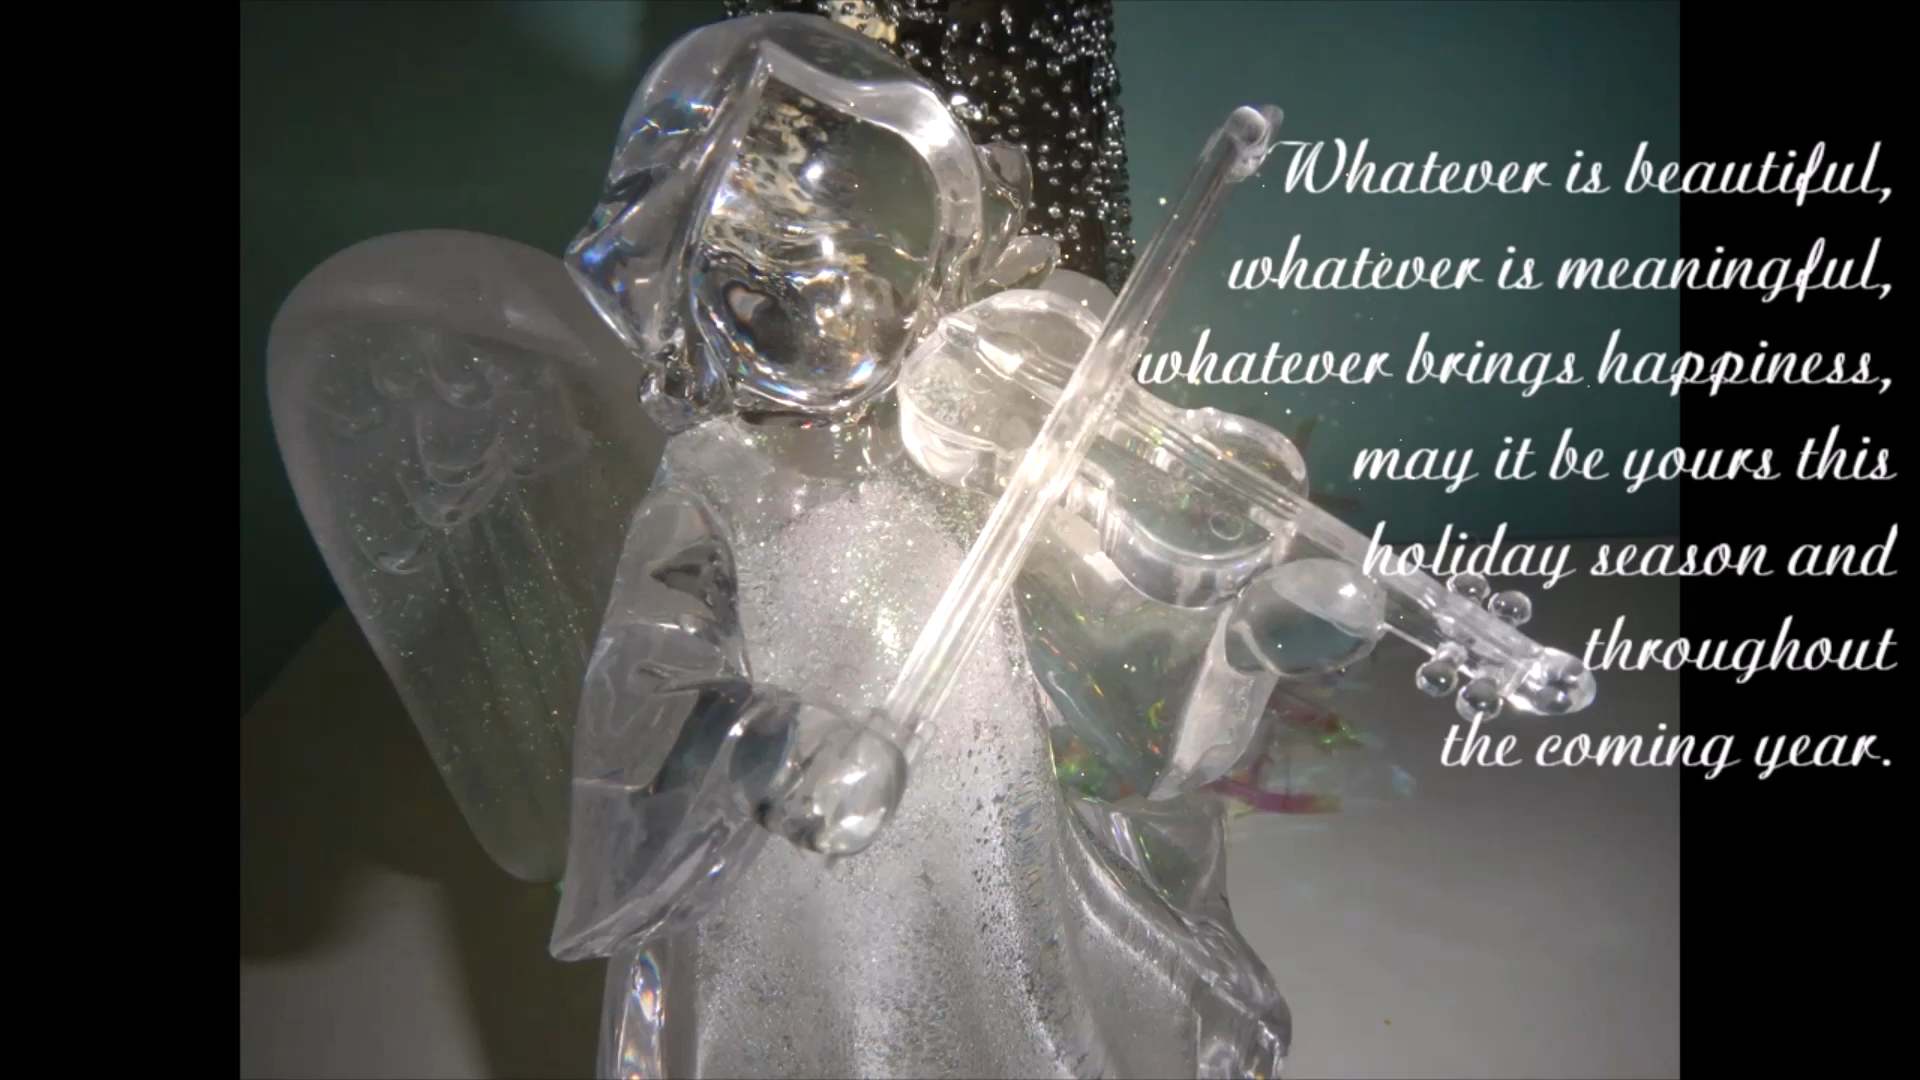 Whatever is beautiful,
whatever is meaningful,
whatever brings happiness,
may it be yours this
holiday season and
throughout
the coming year.